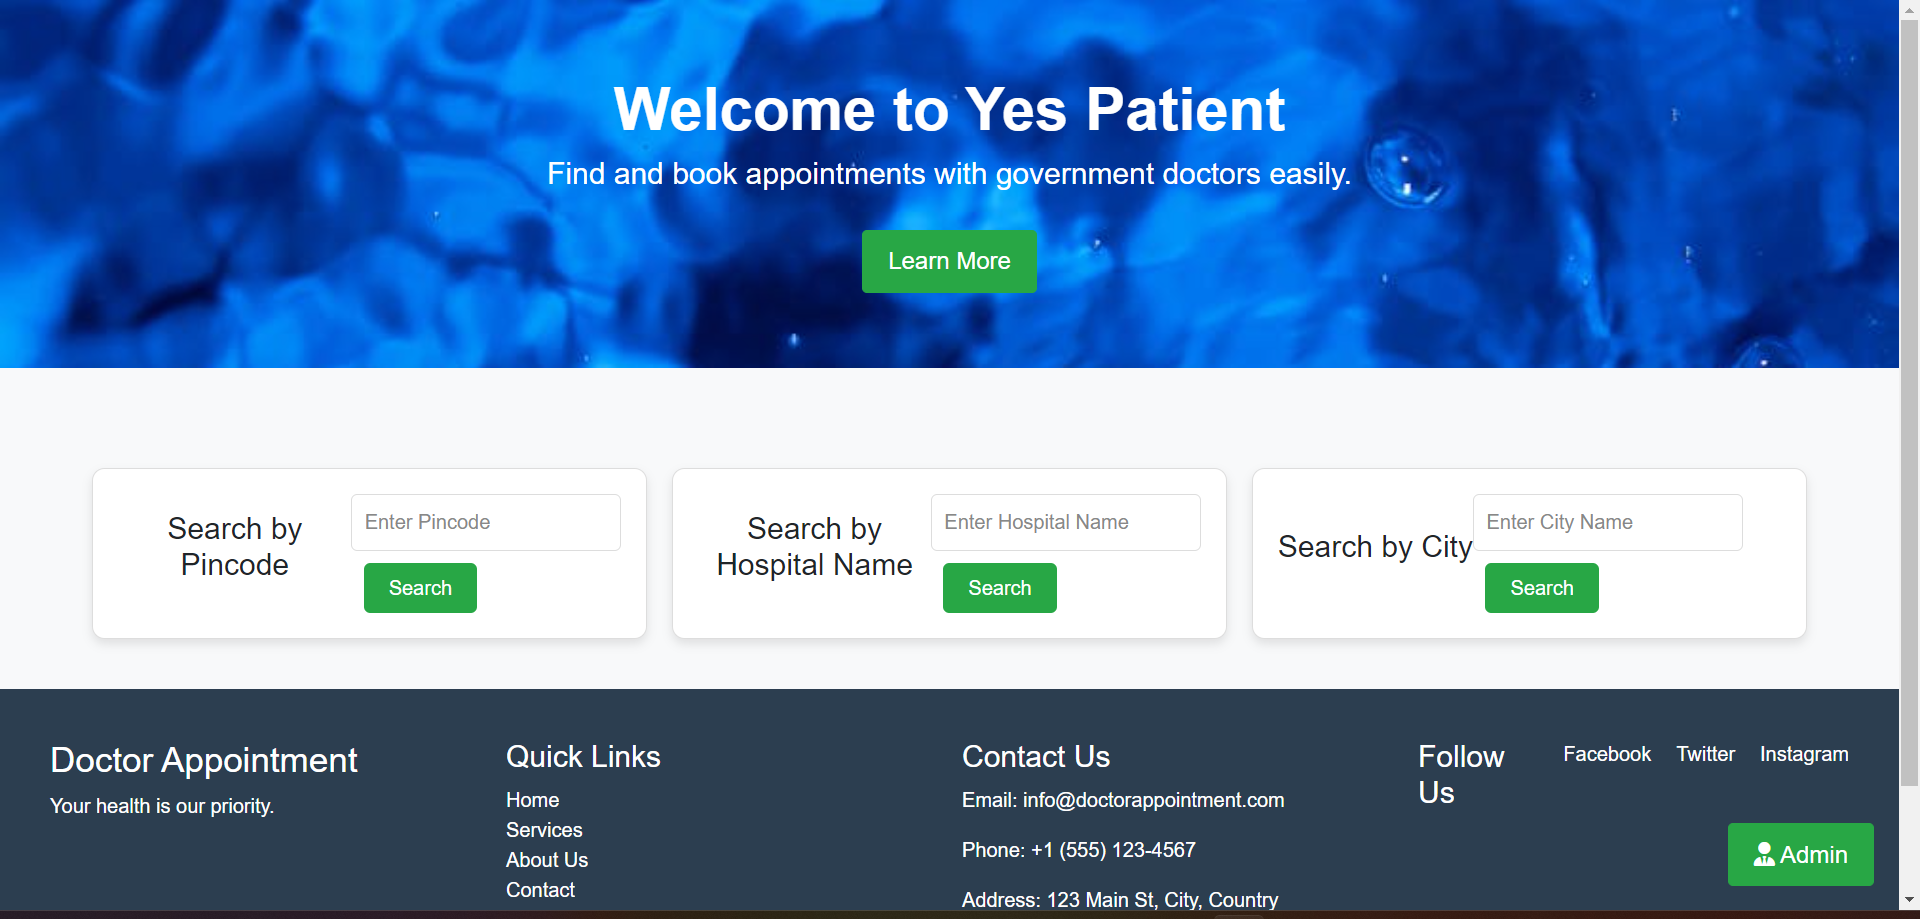 Welcome to Yes Patient
Find and book appointments with government doctors easily.
Learn More
Search by
Pincode
Enter Pincode
Search
Search by
Hospital Name
Enter Hospital Name
Search
Search by City
Enter City Name
Search
Doctor Appointment
Your health is our priority.
Quick Links
Home
Services
About Us
Contact
Contact Us
Email: info@doctorappointment.com
Phone: +1 (555) 123-4567
Address: 123 Main St, City, Country
Follow
Us
Facebook Twitter Instagram
Admin